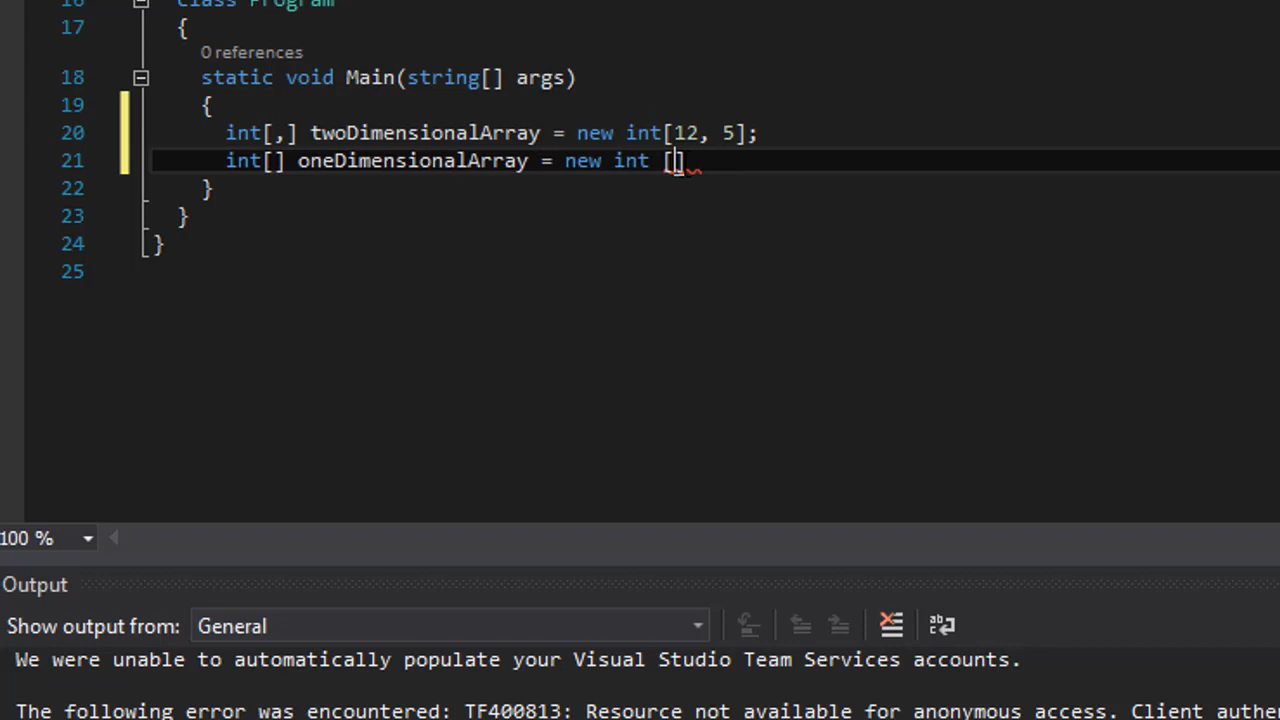 16 class Program
17 {
0 references
18 static void Main(string[] args)
19 {
20 int[,] twoDimensionalArray = new int[12, 5];
21 int[] oneDimensionalArray = new int []
22 }
23 }
24 }
25
100 %
Output
Show output from: General
We were unable to automatically populate your Visual Studio Team Services accounts.
The following error was encountered: TF400813: Resource not available for anonymous access. Client